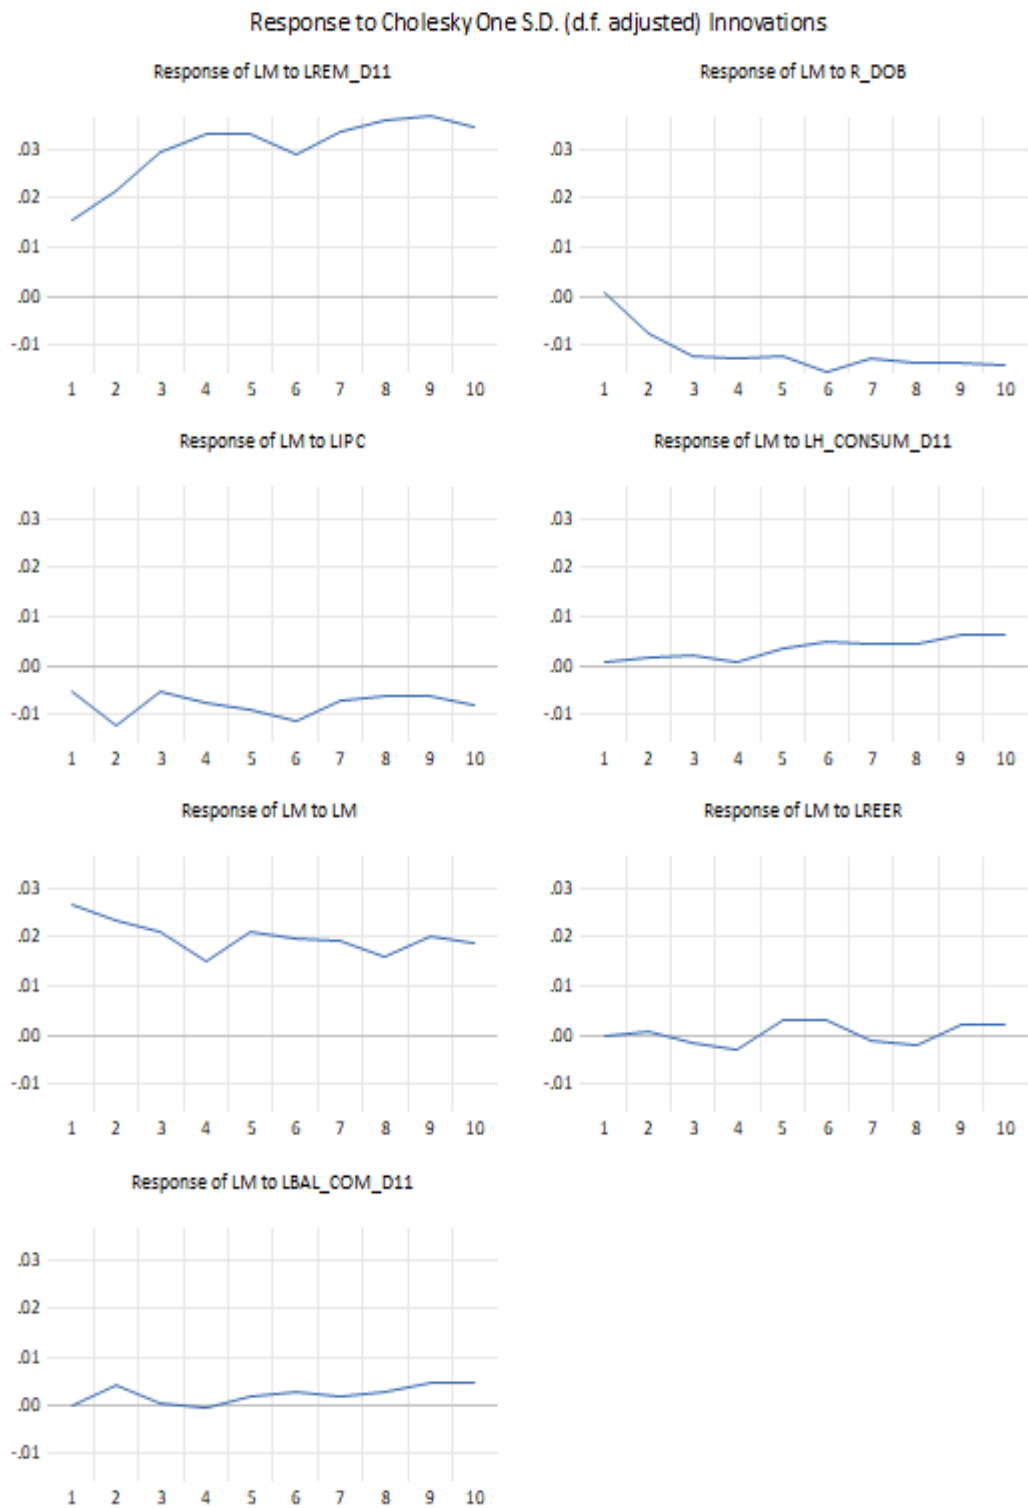 Response to Cholesky One S.D. (d.f. adjusted) Innovations
Response of LM to LREM_D11
.03
.02
.01
.00
-.01
1 2 3 4 5 6 7 8 9 10
Response of LM to R_DOB
.03
.02
.01
.00
-.01
1 2 3 4 5 6 7 8 9 10
Response of LM to LIPC
.03
.02
.01
.00
-.01
1 2 3 4 5 6 7 8 9 10
Response of LM to LH_CONSUM_D11
.03
.02
.01
.00
-.01
1 2 3 4 5 6 7 8 9 10
Response of LM to LM
.03
.02
.01
.00
-.01
1 2 3 4 5 6 7 8 9 10
Response of LM to LREER
.03
.02
.01
.00
-.01
1 2 3 4 5 6 7 8 9 10
Response of LM to LBAL_COM_D11
.03
.02
.01
.00
-.01
1 2 3 4 5 6 7 8 9 10